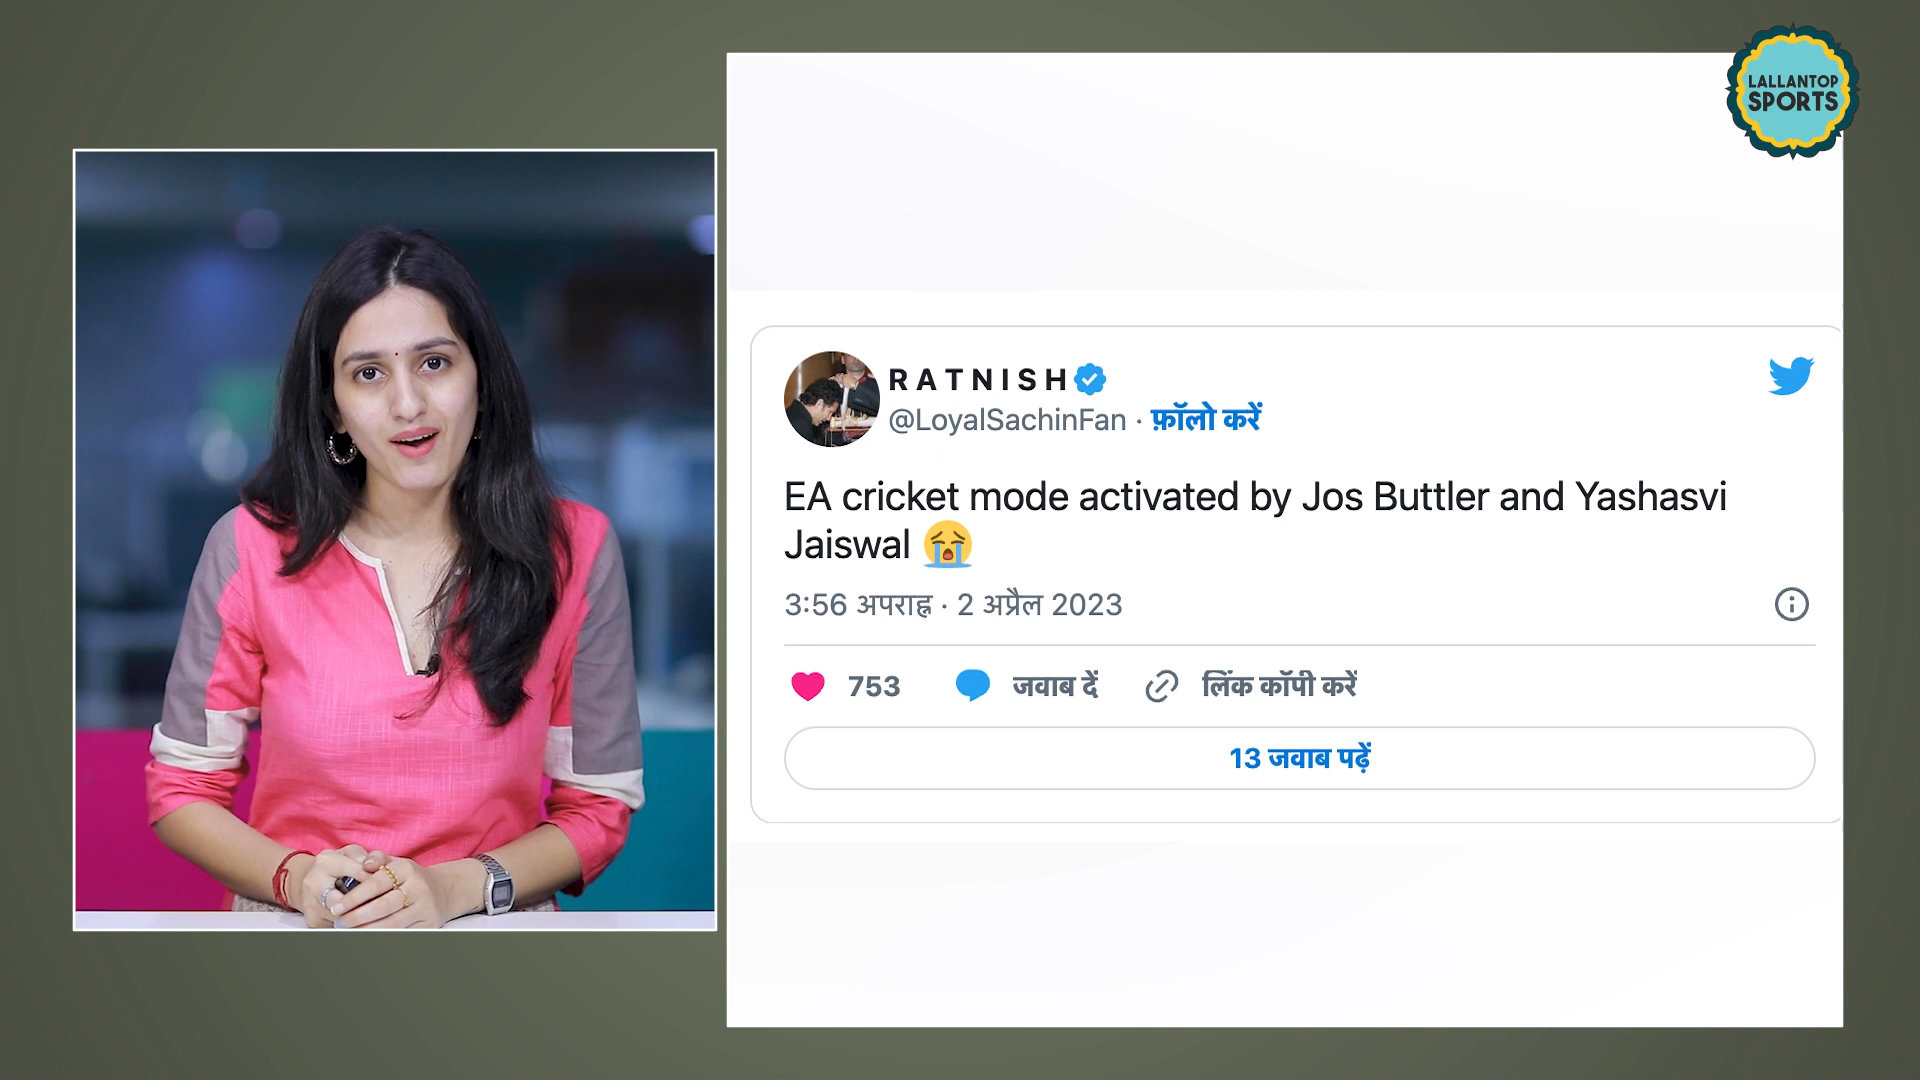 LALLANTOP
SPORTS
RATNISH
@LoyalSachinFan · फ़ॉलो करें
EA cricket mode activated by Jos Buttler and Yashasvi
Jaiswal 😭
3:56 अपराह्न · 2 अप्रैल 2023
753 जवाब दें लिंक कॉपी करें
13 जवाब पढ़ें